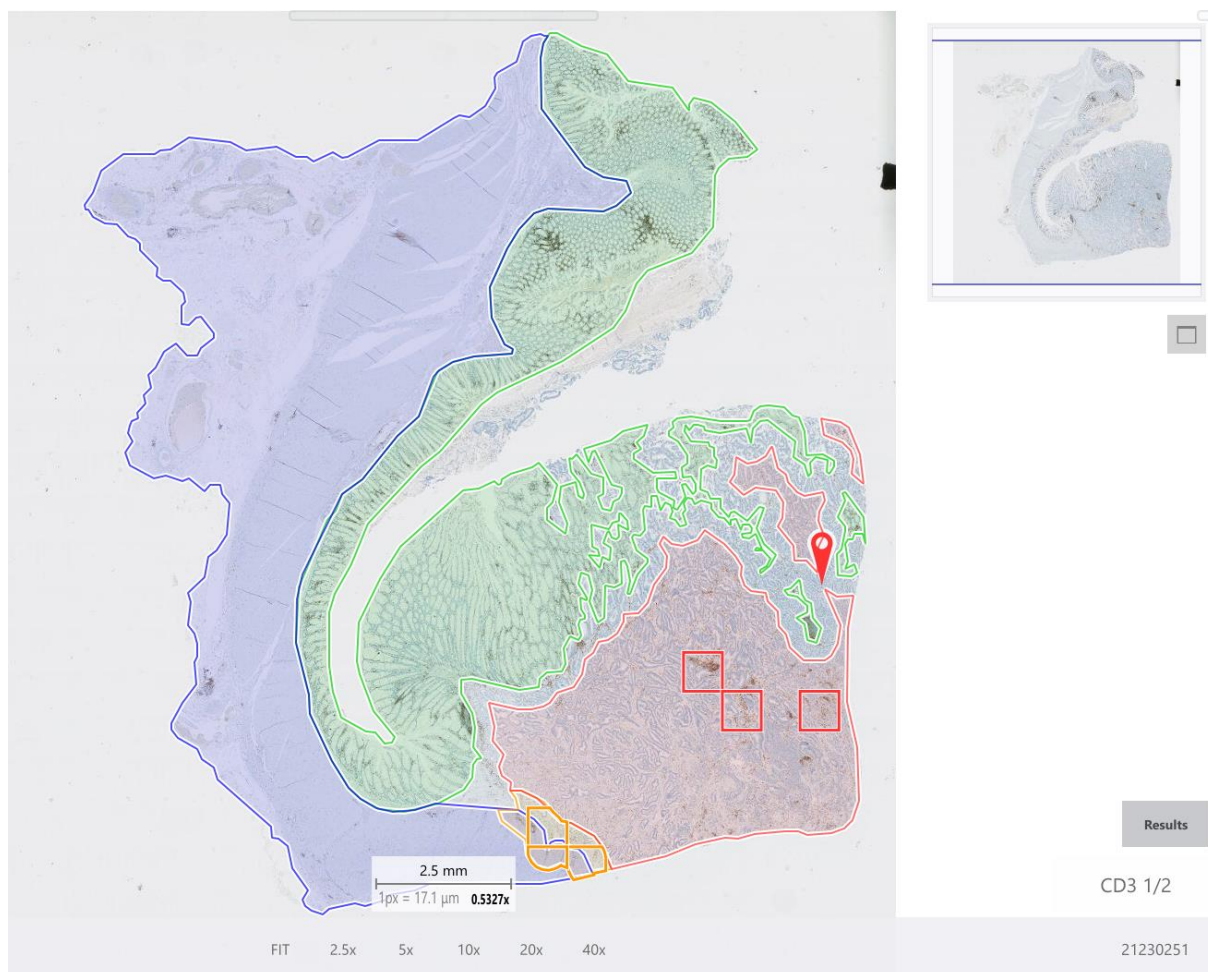 Results
2.5 mm
1px = 17.1 µm 0.5327x
CD3 1/2
FIT 2.5x 5x 10x 20x 40x
21230251